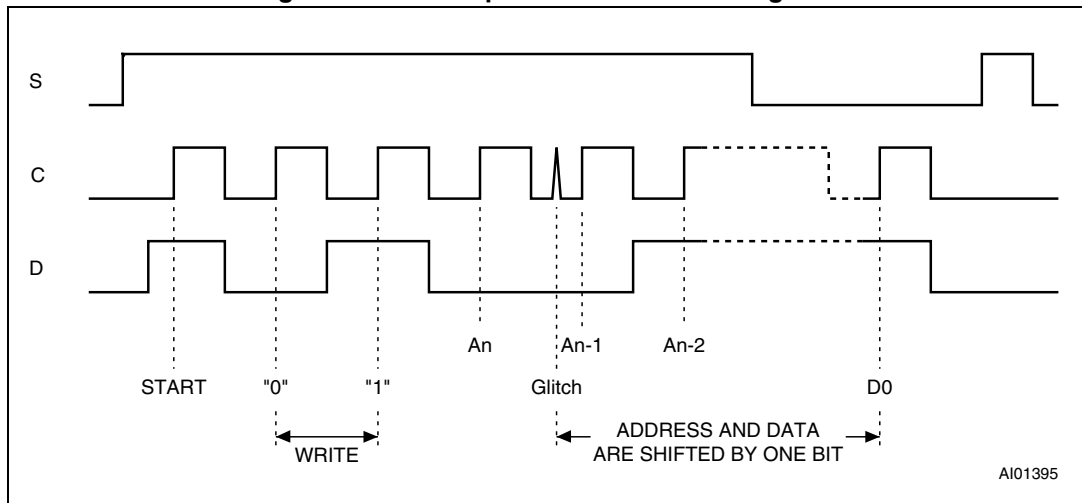 S
C
D
An An-1 An-2
START "0" "1" Glitch D0
WRITE
ADDRESS AND DATA
ARE SHIFTED BY ONE BIT
AI01395